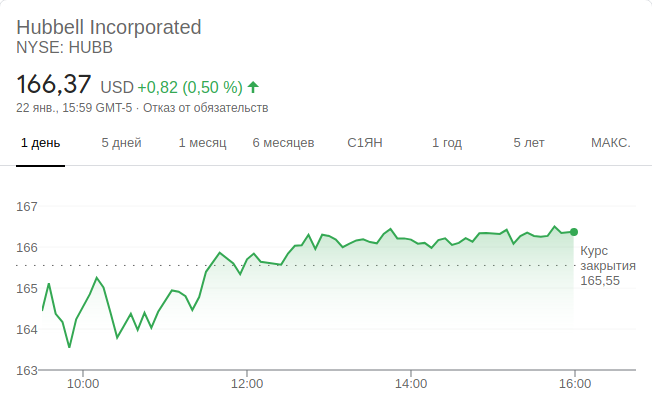 Hubbell Incorporated
NYSE: HUBB
166,37 USD +0,82 (0,50 %)
22 янв., 15:59 GMT-5 · Отказ от обязательств
1 день 5 дней 1 месяц 6 месяцев С1ЯН 1 год 5 лет МАКС.
167
166
165
164
163
Курс
закрытия
165,55
10:00 12:00 14:00 16:00